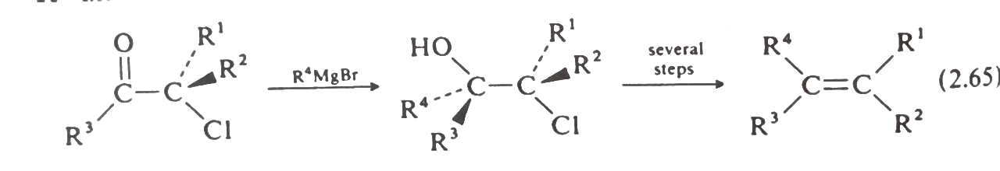 O R¹ R² C C R³ Cl
R⁴MgBr
HO R¹ R² C C R⁴ R³ Cl
several
steps
R⁴ R¹ C C R³ R²
(2.65)